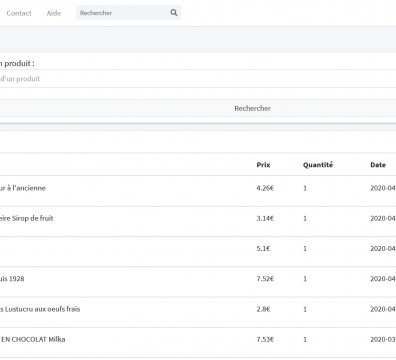 Contact Aide Rechercher
produit :
d'un produit
Rechercher
Prix Quantité Date
à l'ancienne 4.26€ 1 2020-04
Sirop de fruit 3.14€ 1 2020-04
5.1€ 1 2020-04
1928 7.52€ 1 2020-04
Lustucru aux oeufs frais 2.8€ 1 2020-04
EN CHOCOLAT Milka 7.53€ 1 2020-03